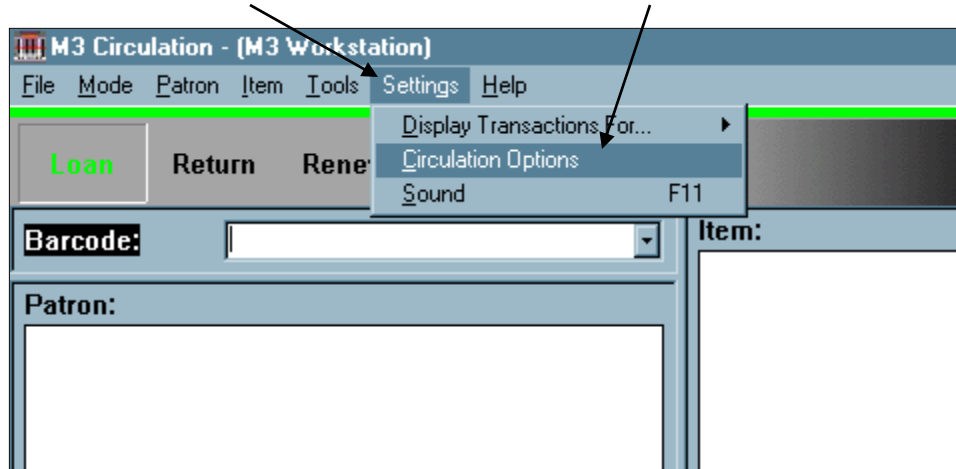 M3 Circulation - (M3 Workstation)
File Mode Patron Item Tools Settings Help
Display Transactions For...
Loan Return Rene
Circulation Options
Sound F11
Barcode:
Item:
Patron: